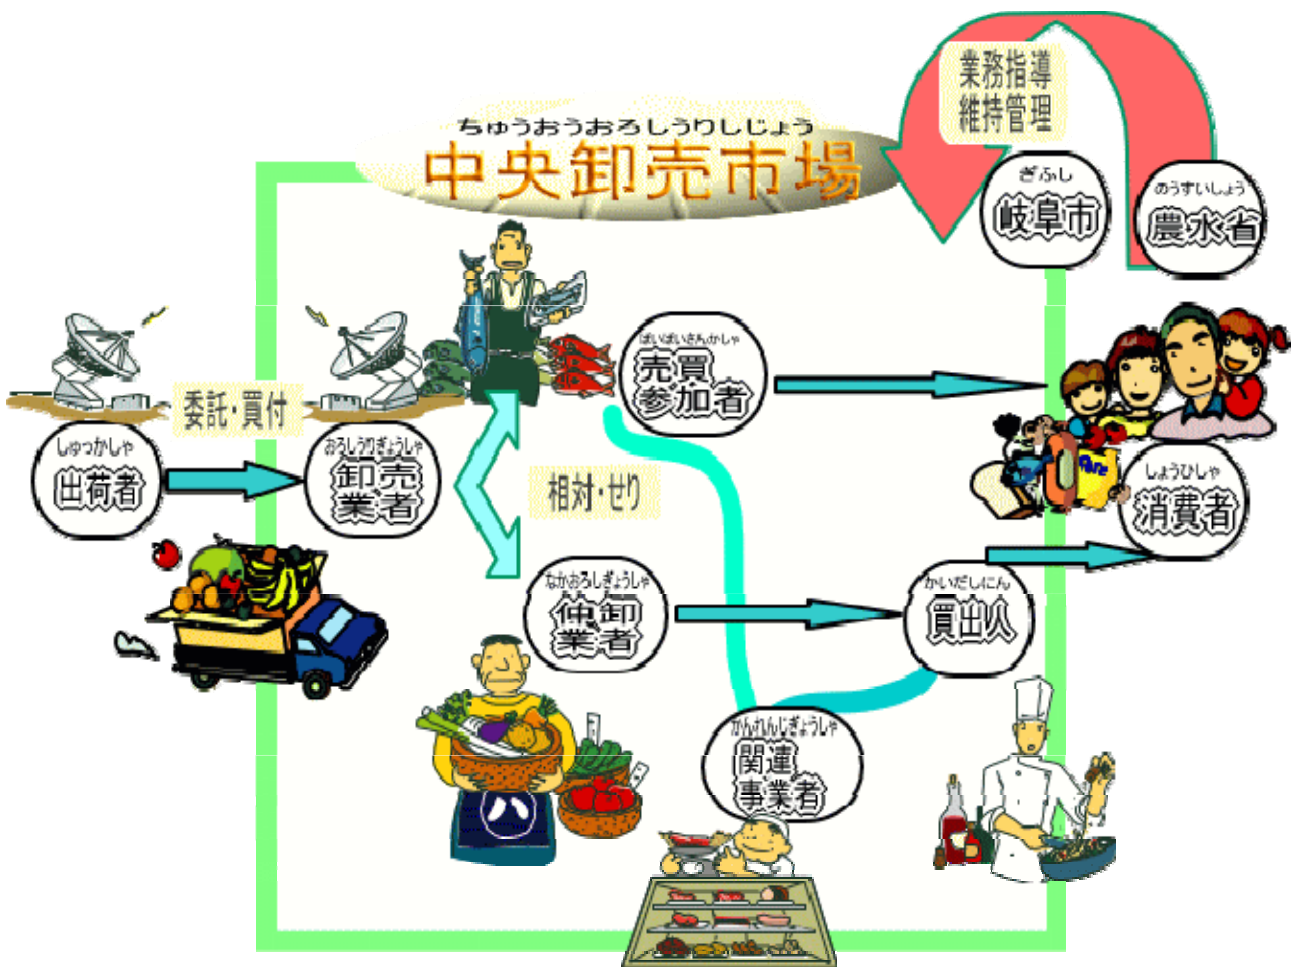 ちゅうおうおろしうりしじょう
中央卸売市場
業務指導
維持管理
ぎふし
岐阜市
のうすいしょう
農水省
ばいばいさんかしゃ
売買
参加者
委託・買付
しゅっかしゃ
出荷者
おろしうりぎょうしゃ
卸売
業者
相対・せり
しょうひしゃ
消費者
なかおろしぎょうしゃ
仲卸
業者
かいだしにん
買出人
かんれんじぎょうしゃ
関連
事業者